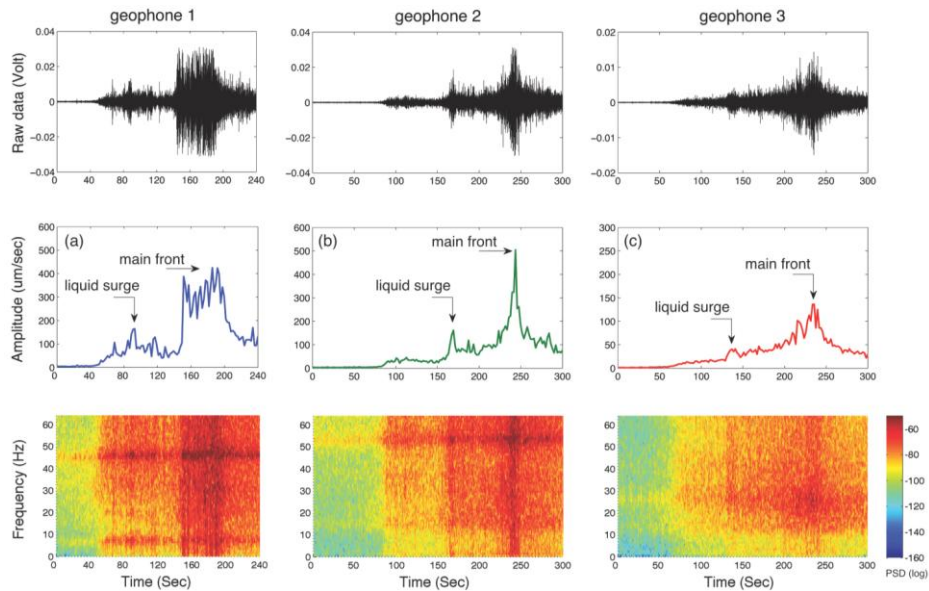 geophone 1 geophone 2 geophone 3
Raw data (Volt)
0.04
0.02
0
−0.02
−0.04
0 40 80 120 160 200 240
0.04
0.02
0
−0.02
−0.04
0 50 100 150 200 250 300
0.02
0.01
0
−0.01
−0.02
0 50 100 150 200 250 300
Amplitude (um/sec)
600
500
400
300
200
100
0
(a)
main front
liquid surge
0 40 80 120 160 200 240
600
500
400
300
200
100
0
(b)
main front
liquid surge
0 50 100 150 200 250 300
300
250
200
150
100
50
0
(c)
main front
liquid surge
0 50 100 150 200 250 300
Frequency (Hz)
60
50
40
30
20
10
0
0 40 80 120 160 200 240
Time (Sec)
60
50
40
30
20
10
0
0 50 100 150 200 250 300
Time (Sec)
60
50
40
30
20
10
0
0 50 100 150 200 250 300
Time (Sec)
-60
-80
-100
-120
-140
-160
PSD (log)